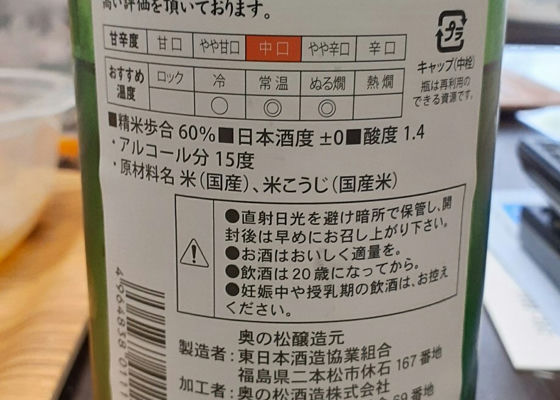 高い評価を頂いております。
甘辛度 甘口 やや甘口 中口 やや辛口 辛口
おすすめ温度 ロック 冷 常温 ぬる燗 熱燗
○ ◎ ◎
プラ
キャップ(中栓)
瓶は再利用の
できる資源です。
■精米歩合 60%■日本酒度 ±0■酸度 1.4
・アルコール分 15度
・原材料名 米(国産)、米こうじ(国産米)
●直射日光を避け暗所で保管し、開
封後は早めにお召し上がり下さい。
●お酒はおいしく適量を。
●飲酒は20歳になってから。
●妊娠中や授乳期の飲酒は、お控え
ください。
4 964838 011
奥の松醸造元
製造者:東日本酒造協業組合
福島県二本松市休石 167 番地
加工者:奥の松酒造株式会社
69 番地